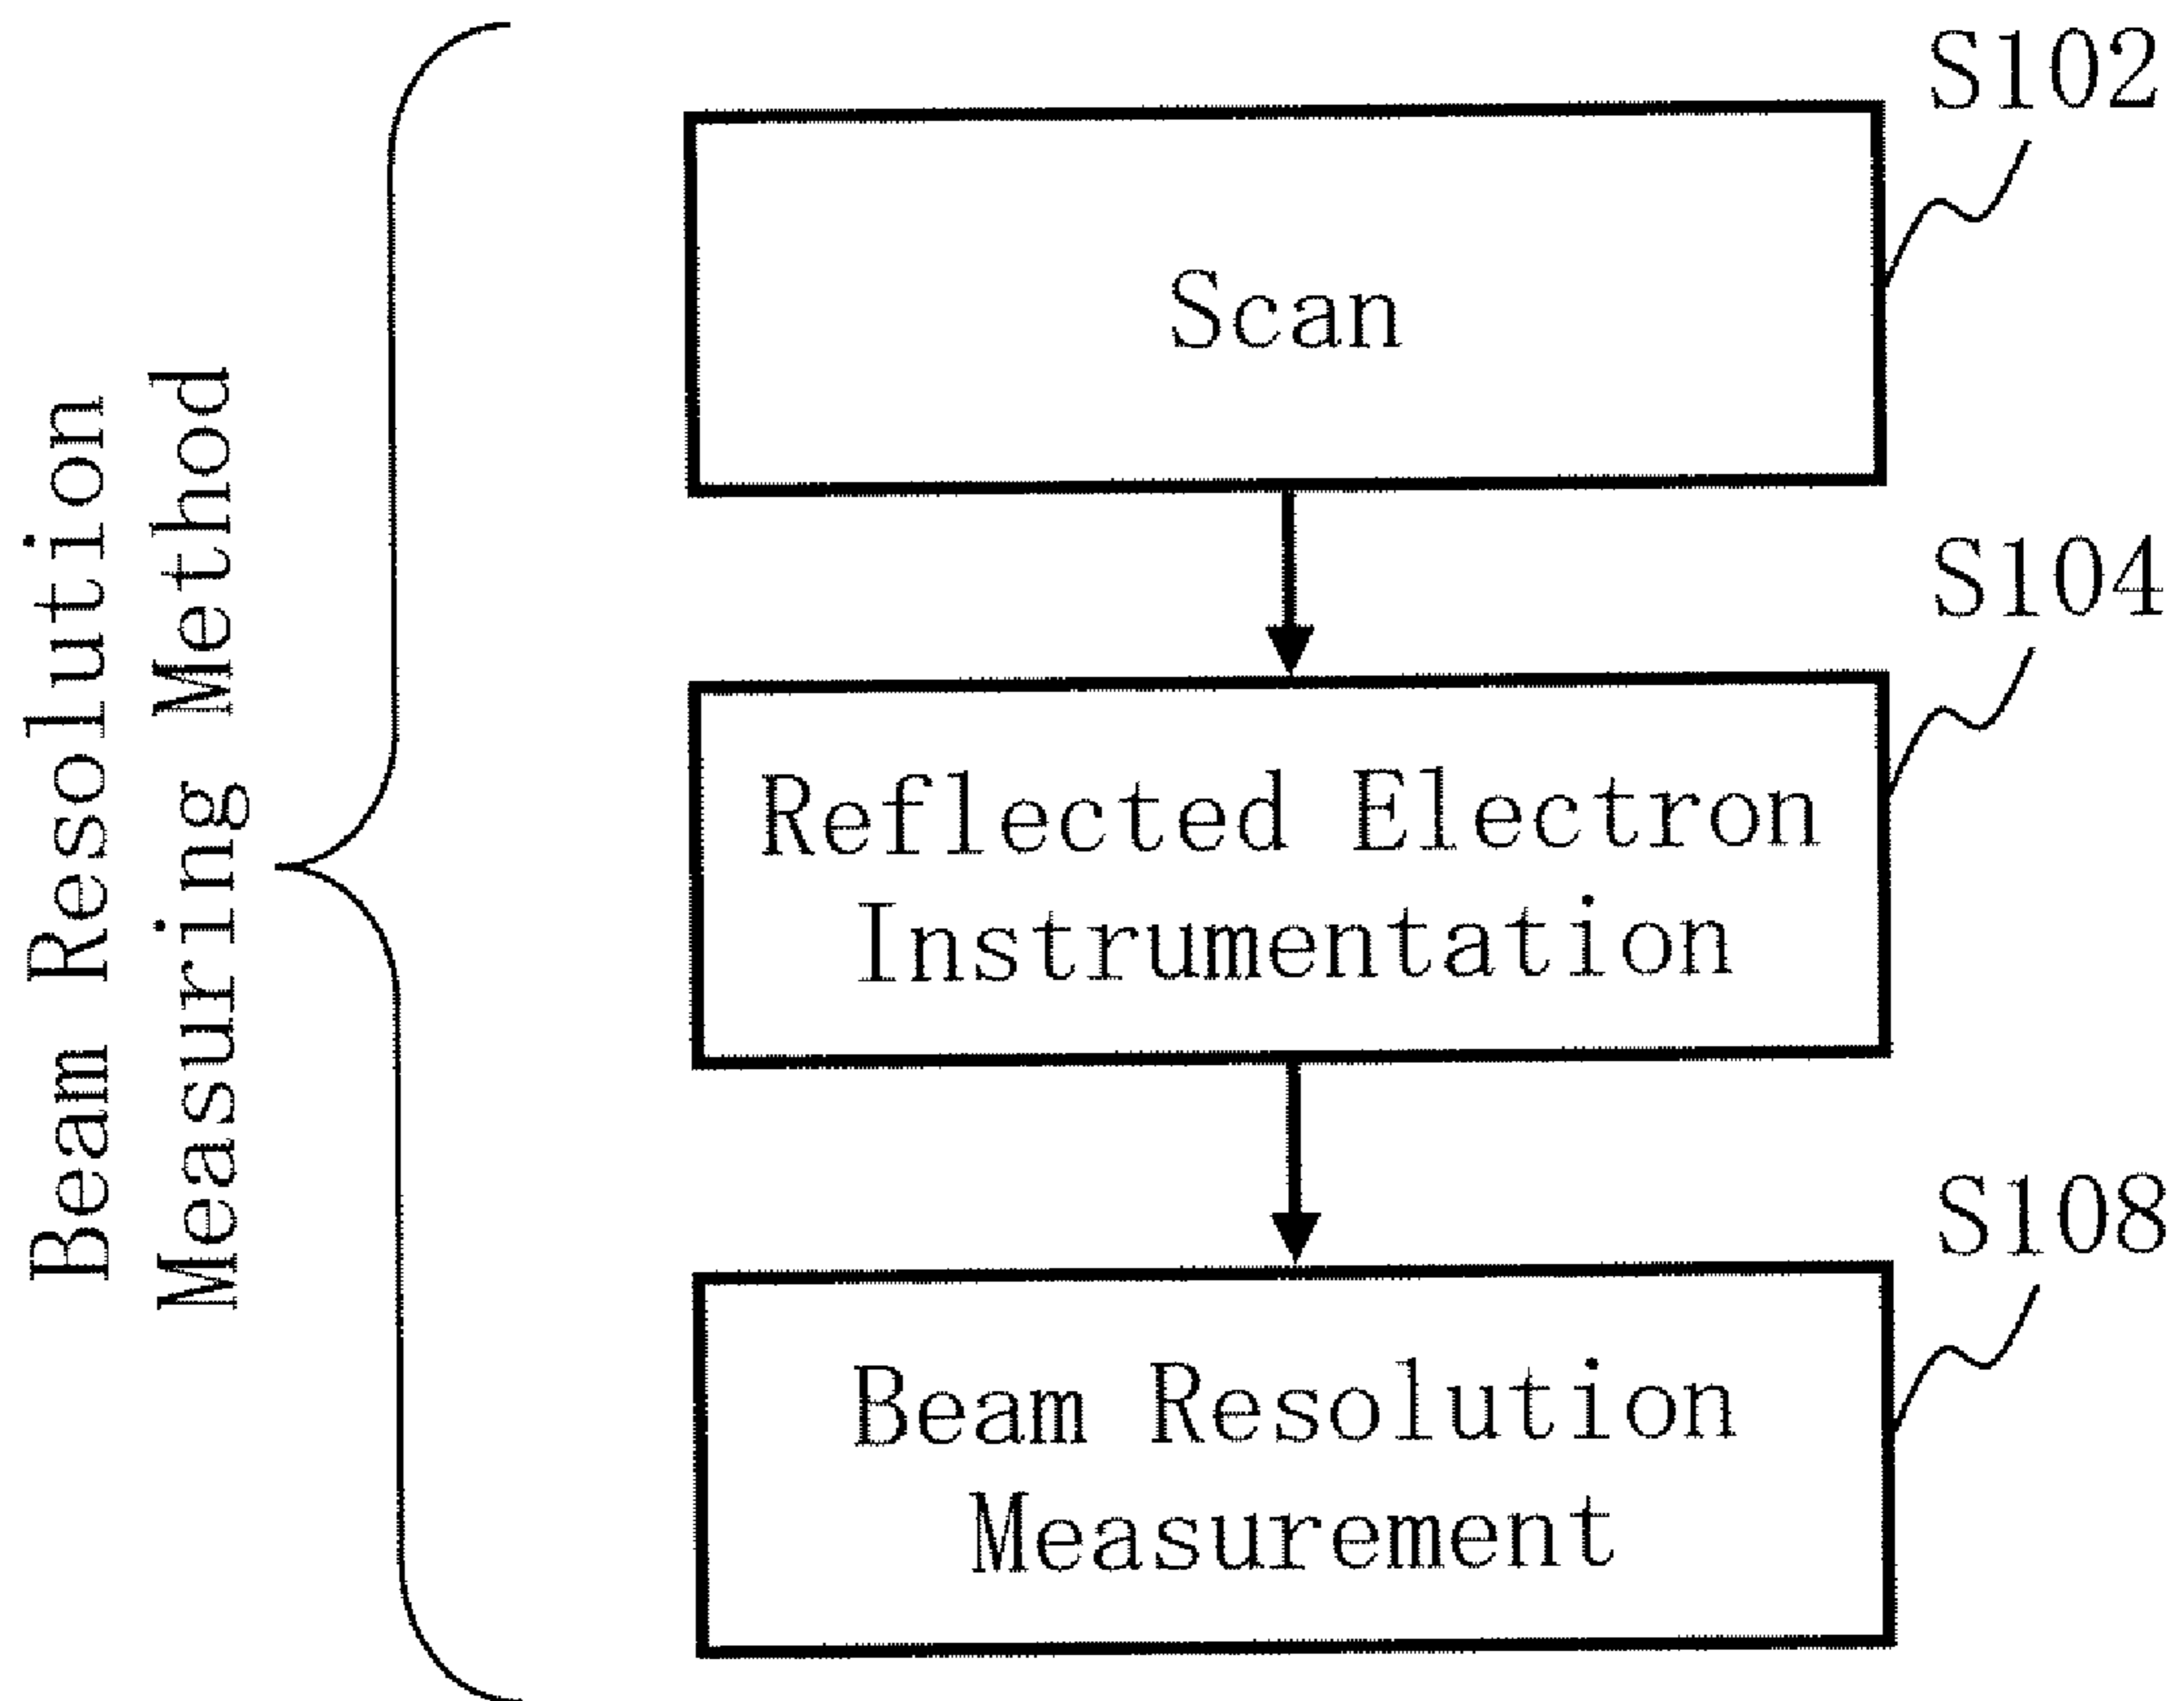 Beam Resolution
Measuring Method
S102
Scan
S104
Reflected Electron
Instrumentation
S108
Beam Resolution
Measurement